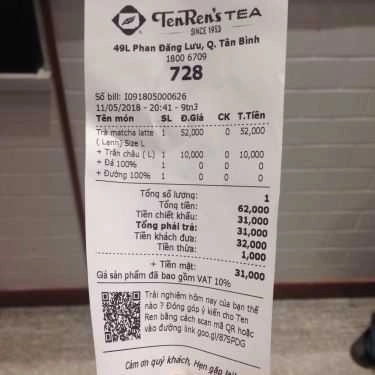 TenRen's TEA
SINCE 1953
49L Phan Đăng Lưu, Q. Tân Bình
1800 6709
728
Số bill: I091805000626
11/05/2018 - 20:41 - 9tn3
Tên món SL Đ.Giá CK T.Tiền
Trà matcha latte 1 52,000 0 52,000
( Lạnh) Size L
+ Trân châu ( L) 1 10,000 0 10,000
+ Đá 100% 1 0 0 0
+ Đường 100% 1 0 0 0
Tổng số lượng: 1
Tổng tiền: 62,000
Tiền chiết khấu: 31,000
Tổng phải trả: 31,000
Tiền khách đưa: 32,000
Tiền thừa: 1,000
+ Tiền mặt: 31,000
Giá sản phẩm đã bao gồm VAT 10%
Trải nghiệm hôm nay của bạn thế
nào ? Đóng góp ý kiến cho Ten
Ren bằng cách scan mã QR hoặc
vào đường link goo.gl/875PDG
Cảm ơn quý khách, Hẹn gặp lại